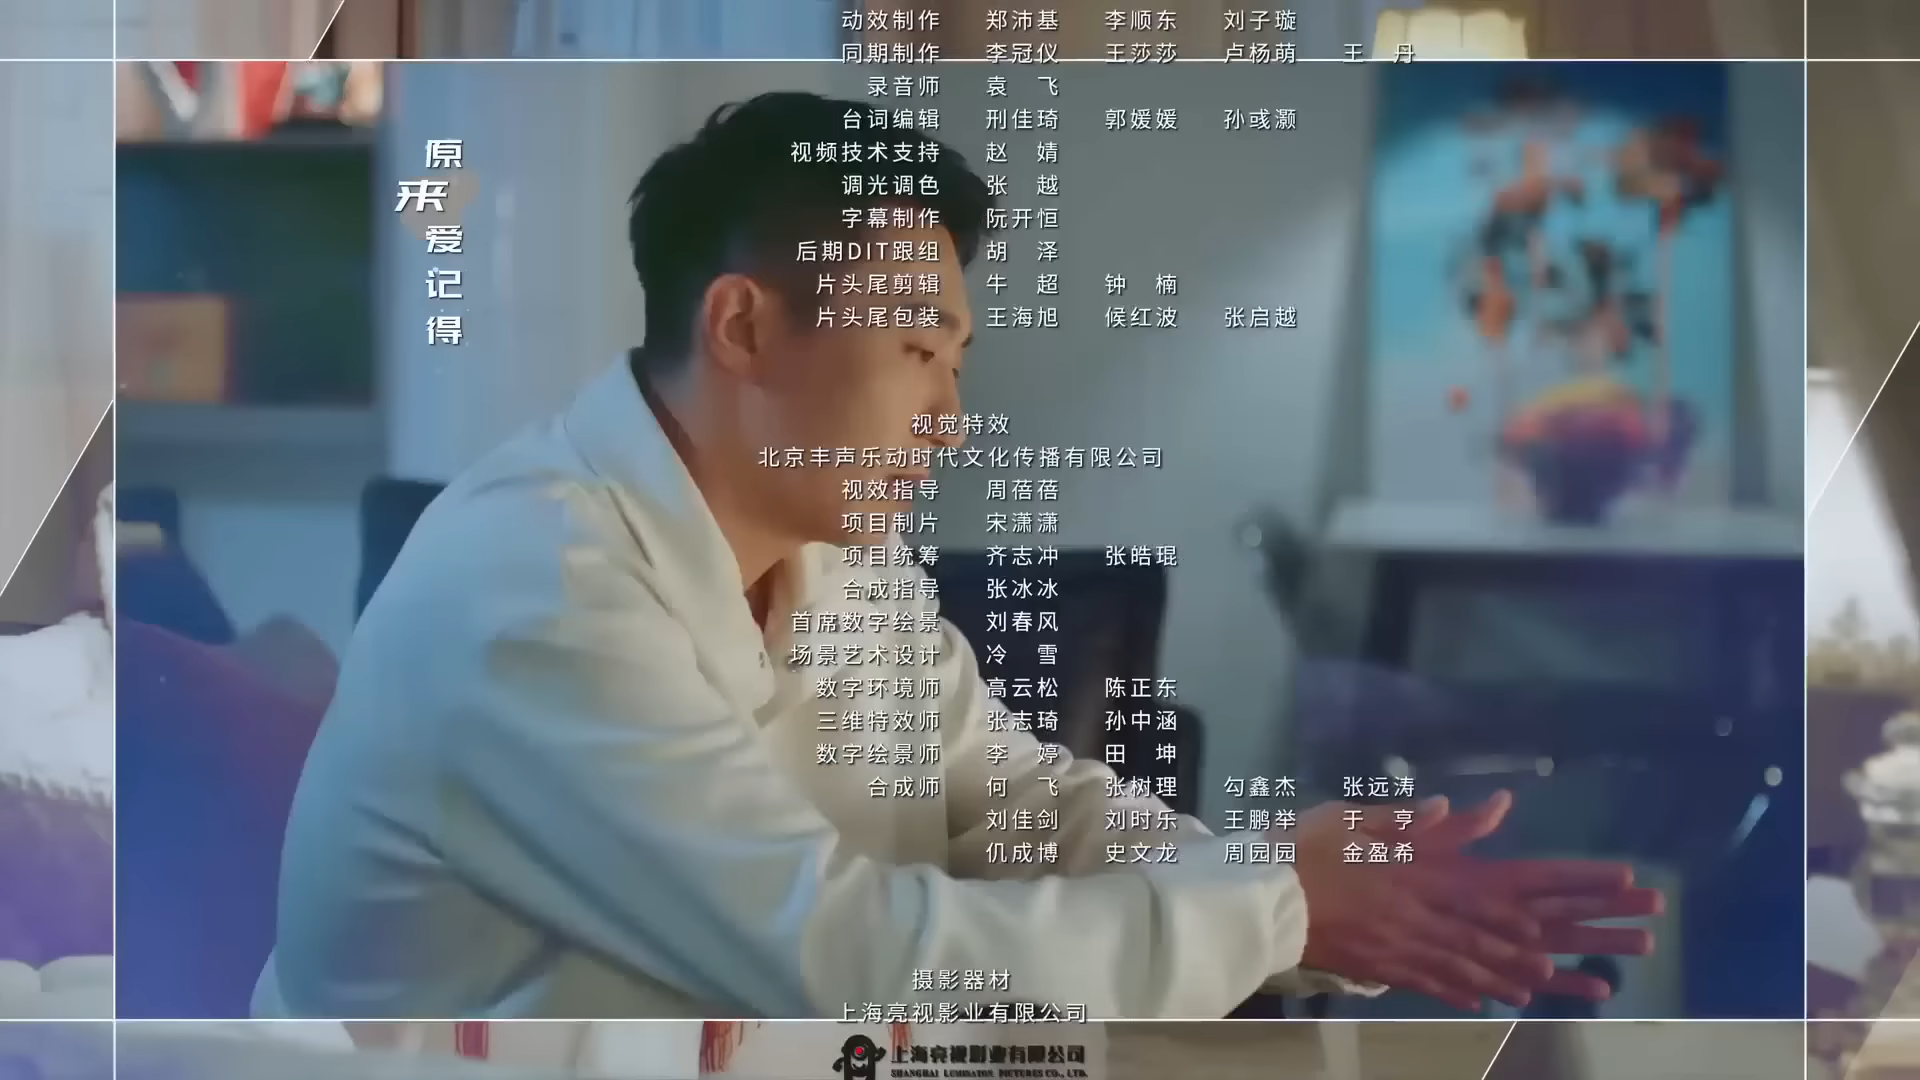 动效制作 郑沛基 李顺东 刘子璇
同期制作 李冠仪 王莎莎 卢杨萌 王 丹
录音师 袁 飞
台词编辑 刑佳琦 郭媛媛 孙彧灏
视频技术支持 赵 婧
调光调色 张 越
字幕制作 阮开恒
后期DIT跟组 胡 泽
片头尾剪辑 牛 超 钟 楠
片头尾包装 王海旭 候红波 张启越
原来爱记得
视觉特效
北京丰声乐动时代文化传播有限公司
视效指导 周蓓蓓
项目制片 宋潇潇
项目统筹 齐志冲 张皓琨
合成指导 张冰冰
首席数字绘景 刘春风
场景艺术设计 冷 雪
数字环境师 高云松 陈正东
三维特效师 张志琦 孙中涵
数字绘景师 李 婷 田 坤
合成师 何 飞 张树理 勾鑫杰 张远涛
刘佳剑 刘时乐 王鹏举 于 亨
仉成博 史文龙 周园园 金盈希
摄影器材
上海亮视影业有限公司
上海亮视影业有限公司
SHANGHAI LUMINATON PICTURES CO., LTD.